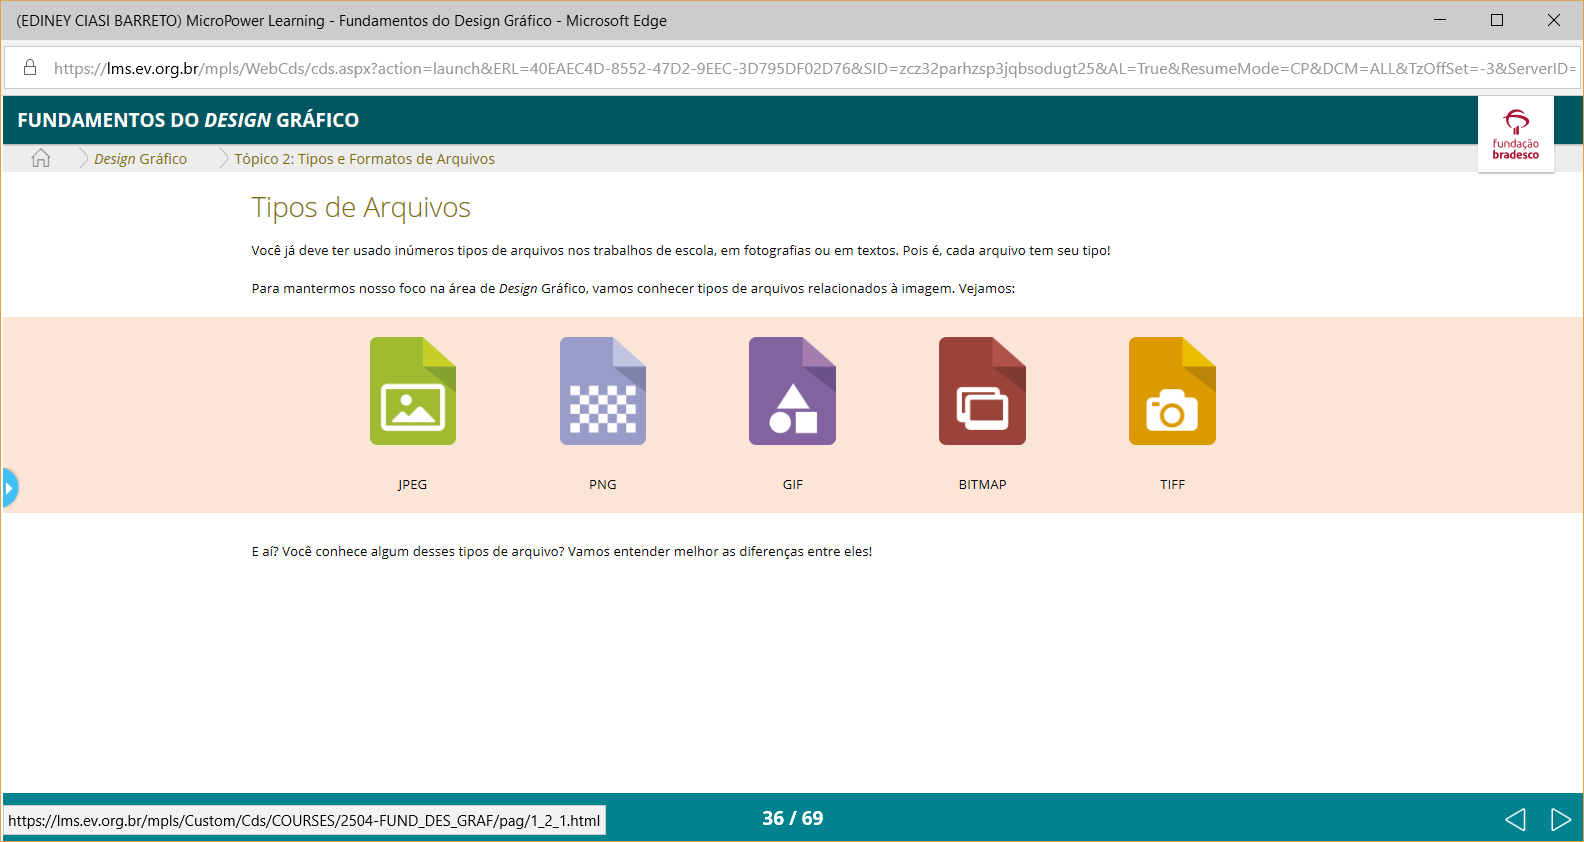 (EDINEY CIASI BARRETO) MicroPower Learning - Fundamentos do Design Gráfico - Microsoft Edge
https://lms.ev.org.br/mpls/WebCds/cds.aspx?action=launch&ERL=40EAEC4D-8552-47D2-9EEC-3D795DF02D76&SID=zcz32parhzsp3jqbsodugt25&AL=True&ResumeMode=CP&DCM=ALL&TzOffSet=-3&ServerID=
FUNDAMENTOS DO DESIGN GRÁFICO
fundação
bradesco
Design Gráfico
Tópico 2: Tipos e Formatos de Arquivos
Tipos de Arquivos
Você já deve ter usado inúmeros tipos de arquivos nos trabalhos de escola, em fotografias ou em textos. Pois é, cada arquivo tem seu tipo!
Para mantermos nosso foco na área de Design Gráfico, vamos conhecer tipos de arquivos relacionados à imagem. Vejamos:
JPEG
PNG
GIF
BITMAP
TIFF
E aí? Você conhece algum desses tipos de arquivo? Vamos entender melhor as diferenças entre eles!
https://lms.ev.org.br/mpls/Custom/Cds/COURSES/2504-FUND_DES_GRAF/pag/1_2_1.html
36 / 69